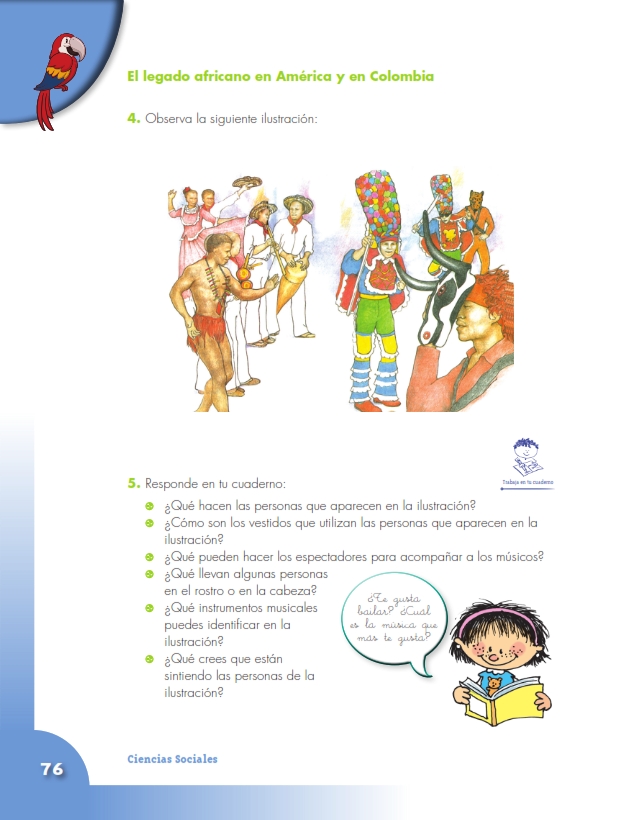 El legado africano en América y en Colombia
4. Observa la siguiente ilustración:
Trabaja en tu cuaderno
5. Responde en tu cuaderno:
¿Qué hacen las personas que aparecen en la ilustración?
¿Cómo son los vestidos que utilizan las personas que aparecen en la
ilustración?
¿Qué pueden hacer los espectadores para acompañar a los músicos?
¿Qué llevan algunas personas
en el rostro o en la cabeza?
¿Qué instrumentos musicales
puedes identificar en la
ilustración?
¿Qué crees que están
sintiendo las personas de la
ilustración?
¿Te gusta
bailar? ¿Cuál
es la música que
más te gusta?
Ciencias Sociales
76